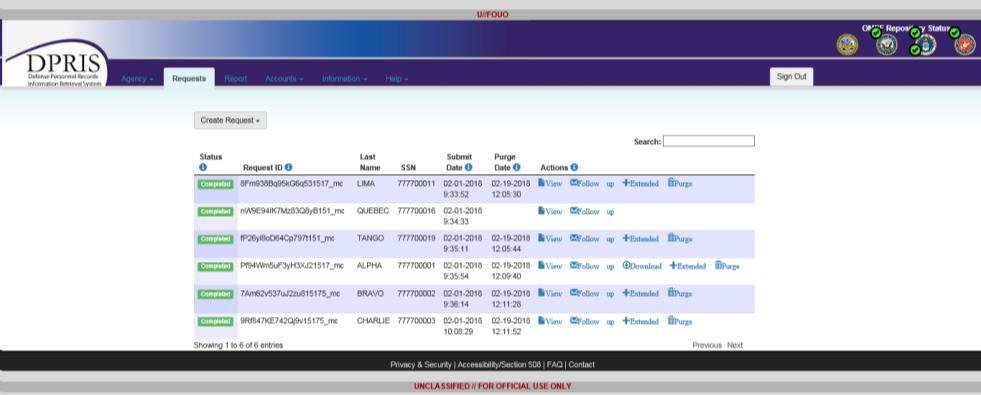 U//FOUO
OMPF Repository Status
DPRIS
Defense Personnel Records
Information Retrieval System
Agency Requests Report Accounts Information Help Sign Out
Create Request
Search:
Status Request ID Last Name SSN Submit Date Purge Date Actions
Completed 8Fm938Bq95kG6q531517_mc LIMA 777700011 02-01-2018 9:33:52 02-19-2018 12:05:30 View Follow up Extended Purge
Completed nW9E94IK7Mz83Q8yB151_mc QUEBEC 777700016 02-01-2018 9:34:33 View Follow up
Completed fP26yI8oD64Cp797t151_mc TANGO 777700019 02-01-2018 9:35:11 02-19-2018 12:05:44 View Follow up Extended Purge
Completed Pf94Wm5uF3yH3XJ21517_mc ALPHA 777700001 02-01-2018 9:35:54 02-19-2018 12:09:40 View Follow up Download Extended Purge
Completed 7Am62v537uJ2zu815175_mc BRAVO 777700002 02-01-2018 9:36:14 02-19-2018 12:11:28 View Follow up Extended Purge
Completed 9Rf847KE742Qj9v15175_mc CHARLIE 777700003 02-01-2018 10:08:29 02-19-2018 12:11:52 View Follow up Extended Purge
Showing 1 to 6 of 6 entries Previous Next
Privacy & Security | Accessibility/Section 508 | FAQ | Contact
UNCLASSIFIED // FOR OFFICIAL USE ONLY